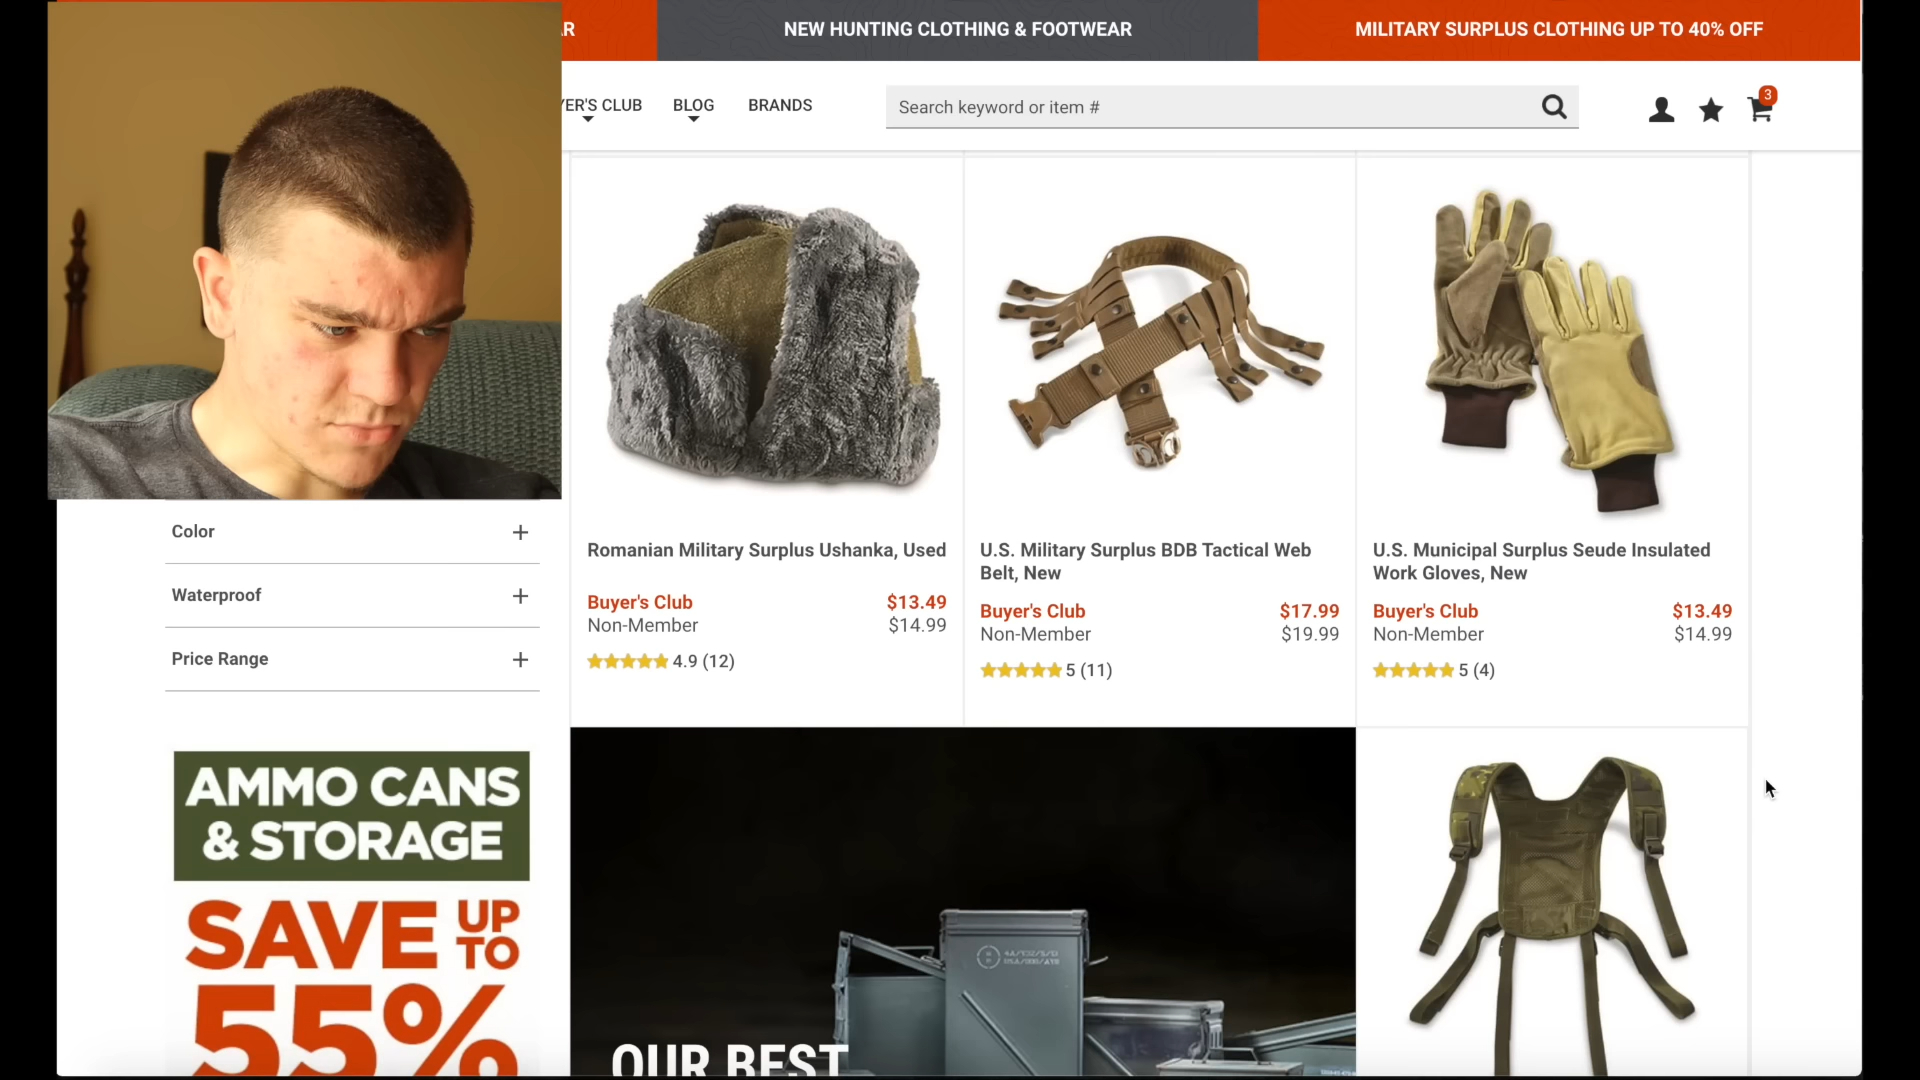 R
NEW HUNTING CLOTHING & FOOTWEAR
MILITARY SURPLUS CLOTHING UP TO 40% OFF
YER'S CLUB
BLOG
BRANDS
Search keyword or item #
3
Romanian Military Surplus Ushanka, Used
Buyer's Club $13.49
Non-Member $14.99
4.9 (12)
U.S. Military Surplus BDB Tactical Web
Belt, New
Buyer's Club $17.99
Non-Member $19.99
5 (11)
U.S. Municipal Surplus Seude Insulated
Work Gloves, New
Buyer's Club $13.49
Non-Member $14.99
5 (4)
Color
Waterproof
Price Range
AMMO CANS
& STORAGE
SAVE UP TO
55%
OUR BEST